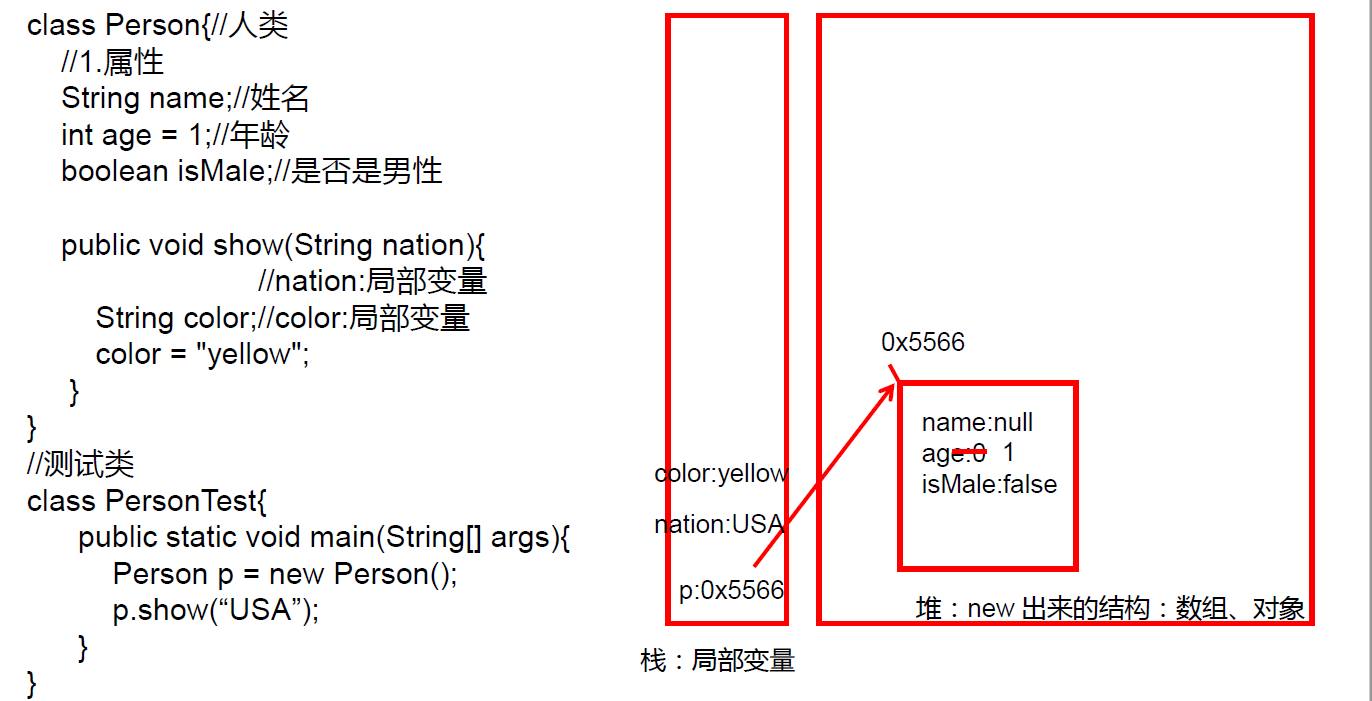 class Person{//人类
//1.属性
String name;//姓名
int age = 1;//年龄
boolean isMale;//是否是男性
public void show(String nation){
//nation:局部变量
String color;//color:局部变量
color = "yellow";
}
}
//测试类
class PersonTest{
public static void main(String[] args){
Person p = new Person();
p.show(“USA”);
}
}
color:yellow
nation:USA
p:0x5566
栈：局部变量
0x5566
name:null
age:0 1
isMale:false
堆：new 出来的结构：数组、对象